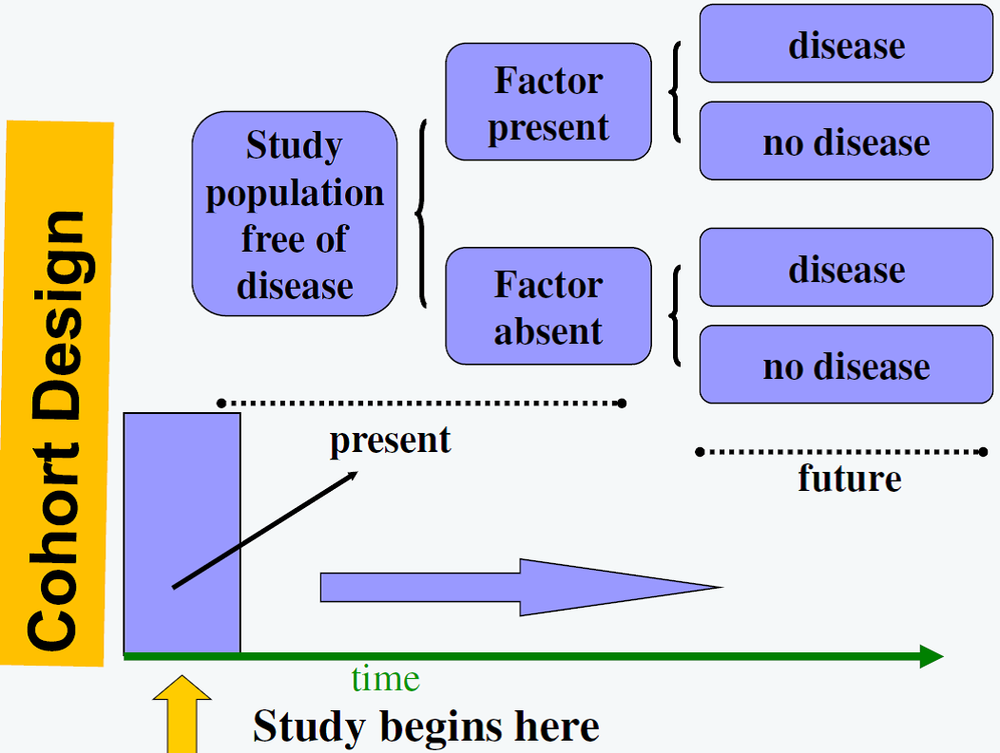 Cohort Design
Study
population
free of
disease
Factor
present
disease
no disease
Factor
absent
disease
no disease
present
future
time
Study begins here